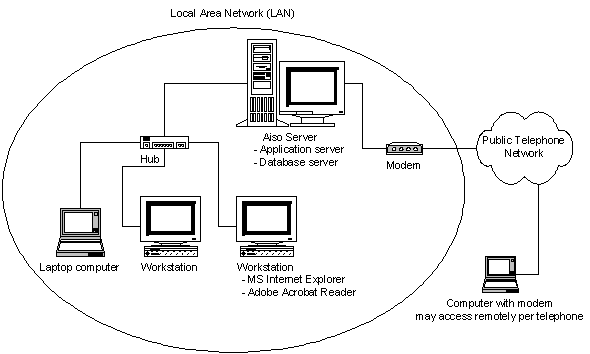 Local Area Network (LAN)
Aiso Server
- Application server
- Database server
Hub
Modem
Public Telephone
Network
Laptop computer
Workstation
Workstation
- MS Internet Explorer
- Adobe Acrobat Reader
Computer with modem
may access remotely per telephone